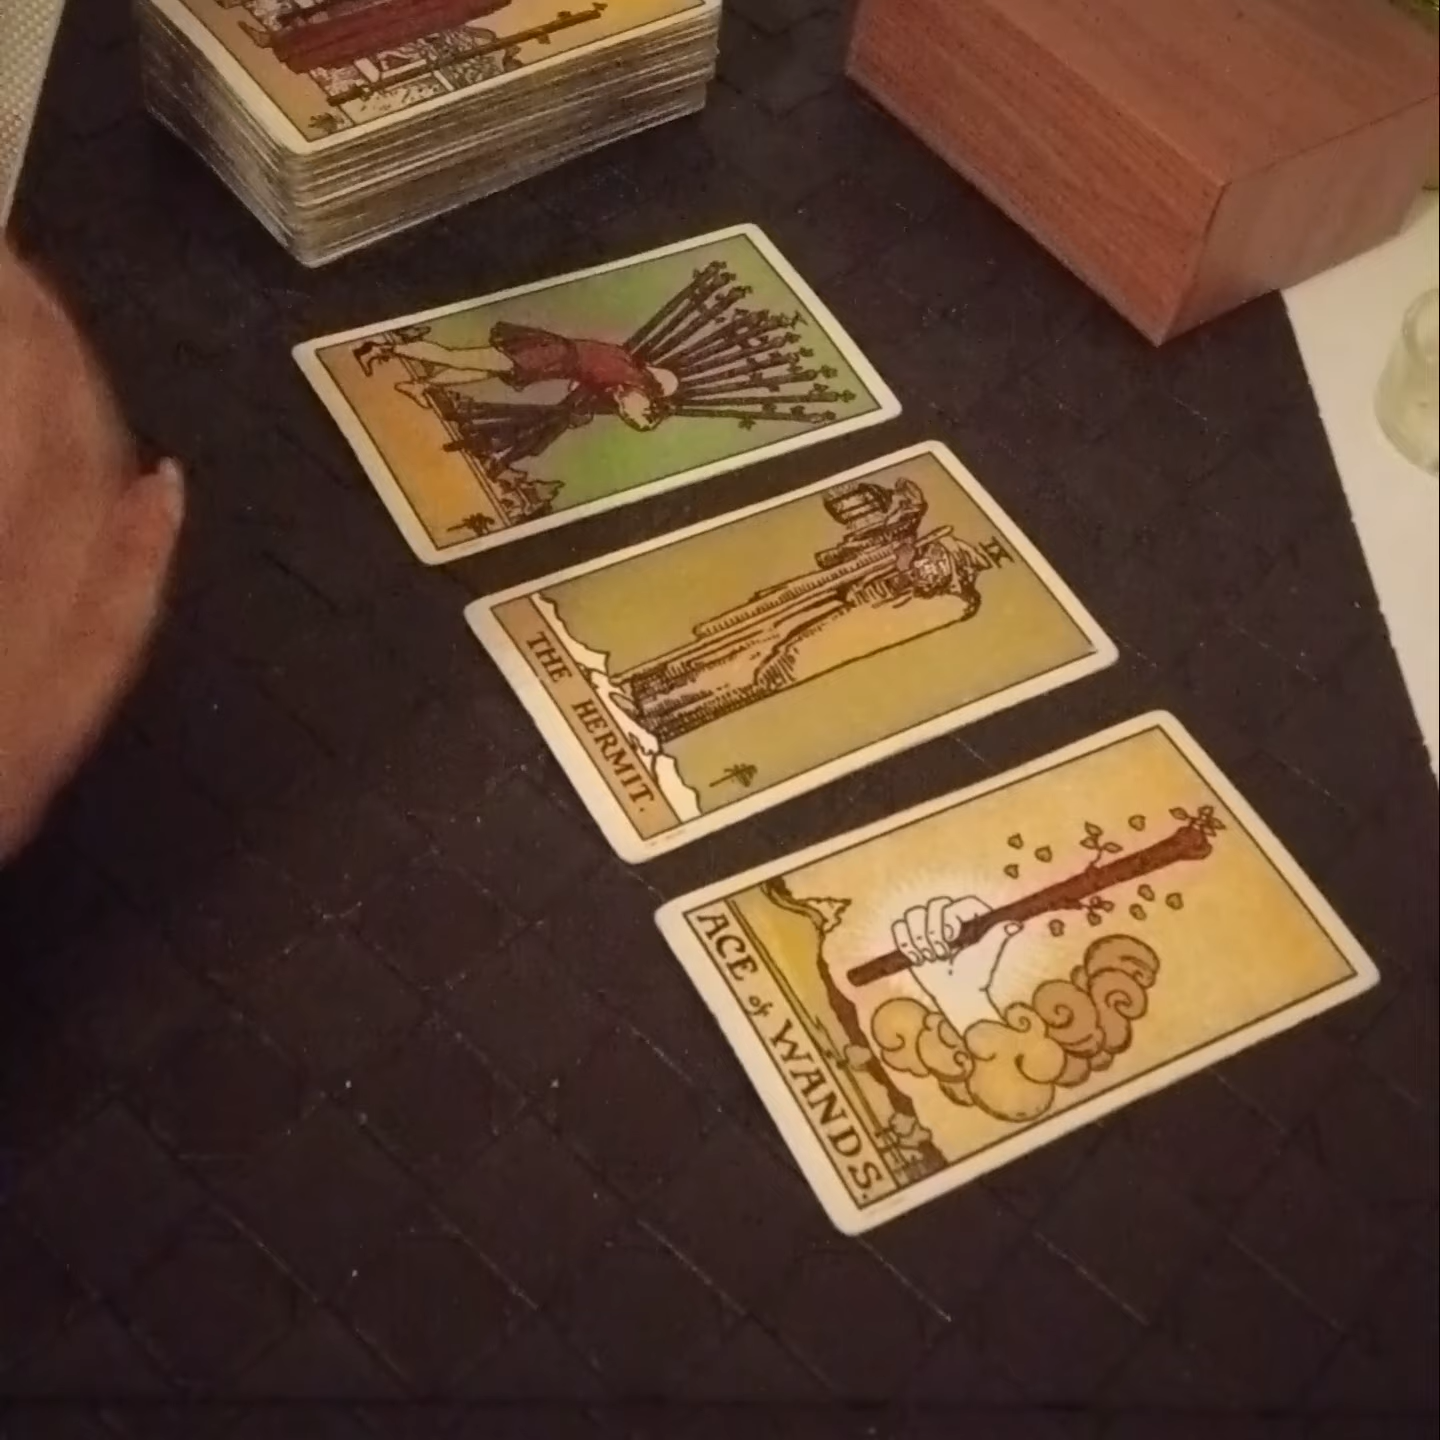 IX
THE HERMIT.
ACE of WANDS.